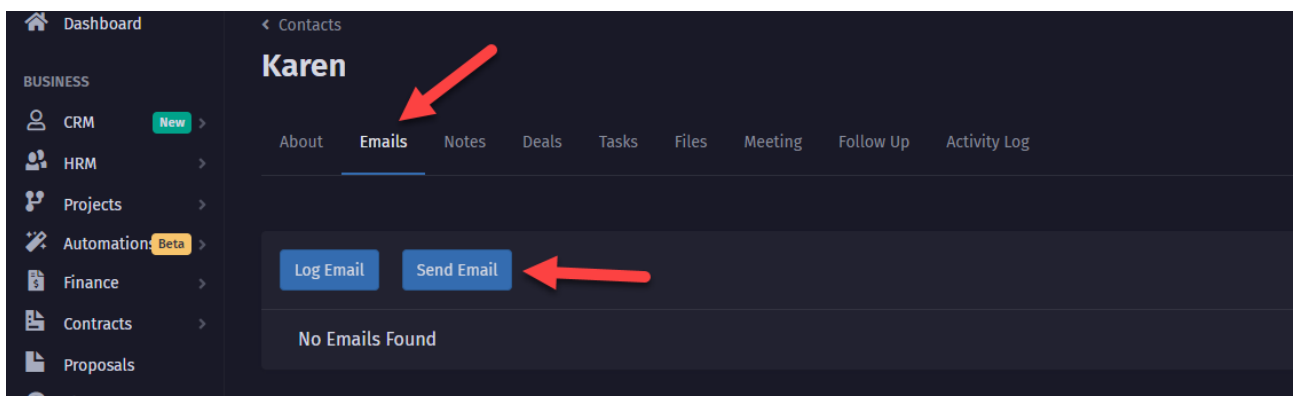 Dashboard
BUSINESS
CRM New
HRM
Projects
Automations Beta
Finance
Contracts
Proposals
Contacts
Karen
About Emails Notes Deals Tasks Files Meeting Follow Up Activity Log
Log Email Send Email
No Emails Found